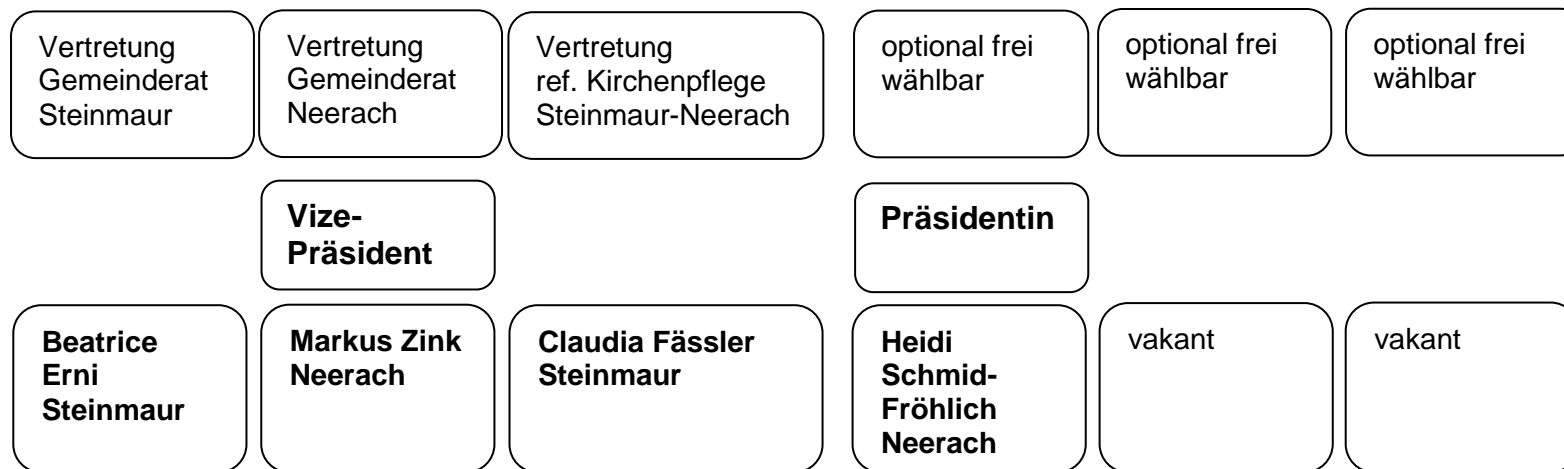 Vertretung
Gemeinderat
Steinmaur
Vertretung
Gemeinderat
Neerach
Vertretung
ref. Kirchenpflege
Steinmaur-Neerach
optional frei
wählbar
optional frei
wählbar
optional frei
wählbar
Vize-
Präsident
Präsidentin
Beatrice
Erni
Steinmaur
Markus Zink
Neerach
Claudia Fässler
Steinmaur
Heidi
Schmid-
Fröhlich
Neerach
vakant
vakant